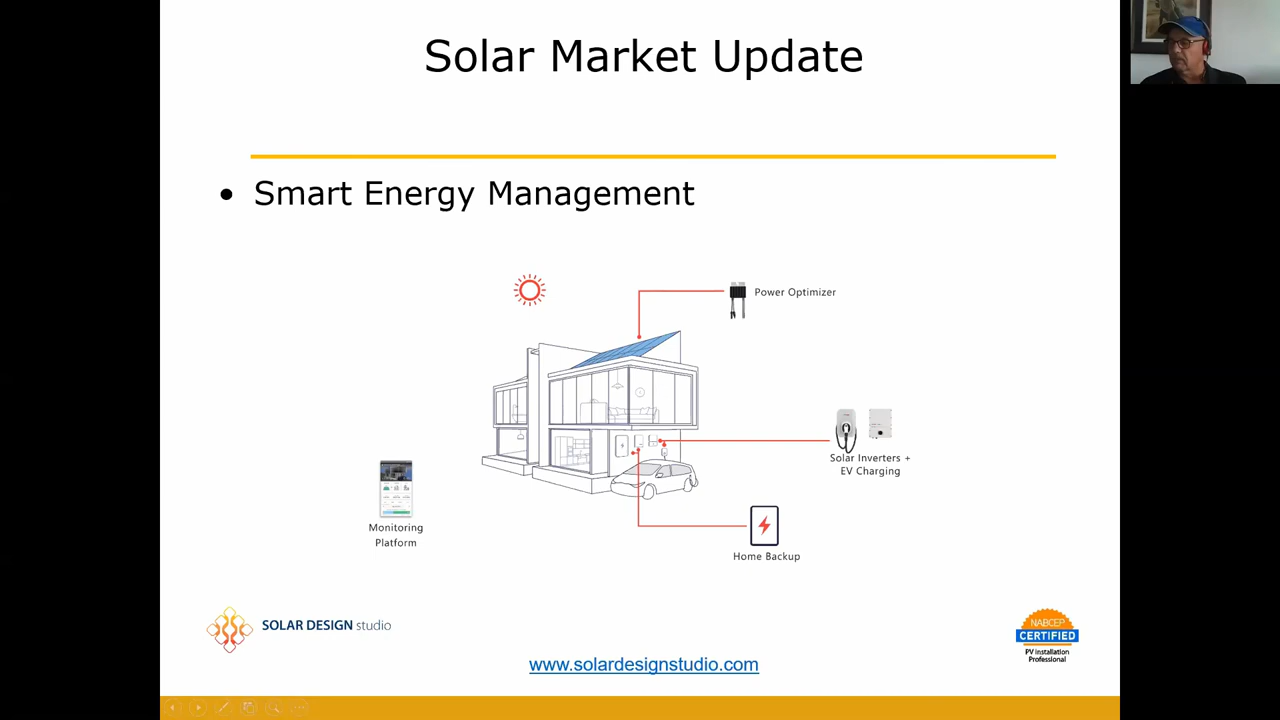 Solar Market Update
• Smart Energy Management
Power Optimizer
Solar Inverters +
EV Charging
Monitoring
Platform
Home Backup
SOLAR DESIGN studio
NABCEP
CERTIFIED
PV Installation
Professional
www.solardesignstudio.com